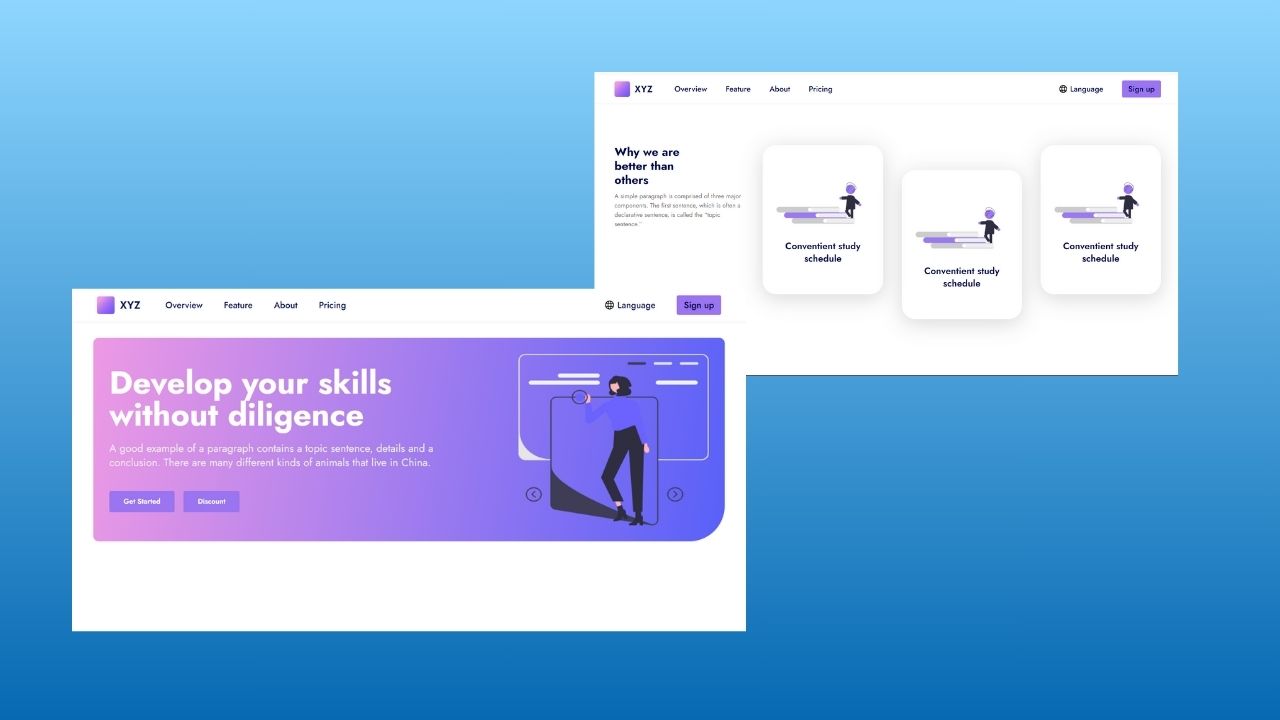 XYZ Overview Feature About Pricing Language Sign up
Why we are
better than
others
A simple paragraph is comprised of three major
components. The first sentence, which is often a
declarative sentence, is called the "topic
sentence."
Conventient study
schedule
Conventient study
schedule
Conventient study
schedule
XYZ Overview Feature About Pricing Language Sign up
Develop your skills
without diligence
A good example of a paragraph contains a topic sentence, details and a
conclusion. There are many different kinds of animals that live in China.
Get Started Discount